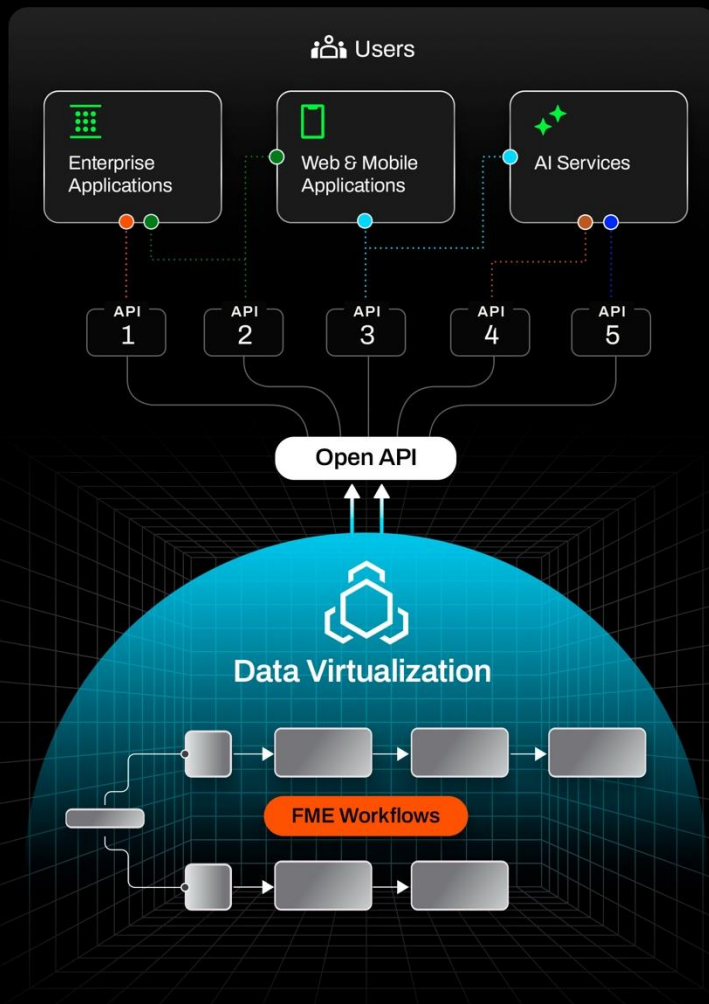 Users
Enterprise
Applications
Web & Mobile
Applications
AI Services
API
1
API
2
API
3
API
4
API
5
Open API
Data Virtualization
FME Workflows